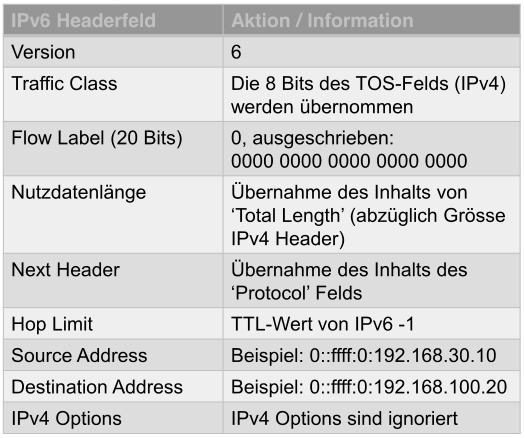 IPv6 Headerfeld Aktion / Information
Version 6
Traffic Class Die 8 Bits des TOS-Felds (IPv4)
werden übernommen
Flow Label (20 Bits) 0, ausgeschrieben:
0000 0000 0000 0000 0000
Nutzdatenlänge Übernahme des Inhalts von
‘Total Length’ (abzüglich Grösse
IPv4 Header)
Next Header Übernahme des Inhalts des
‘Protocol’ Felds
Hop Limit TTL-Wert von IPv6 -1
Source Address Beispiel: 0::ffff:0:192.168.30.10
Destination Address Beispiel: 0::ffff:0:192.168.100.20
IPv4 Options IPv4 Options sind ignoriert